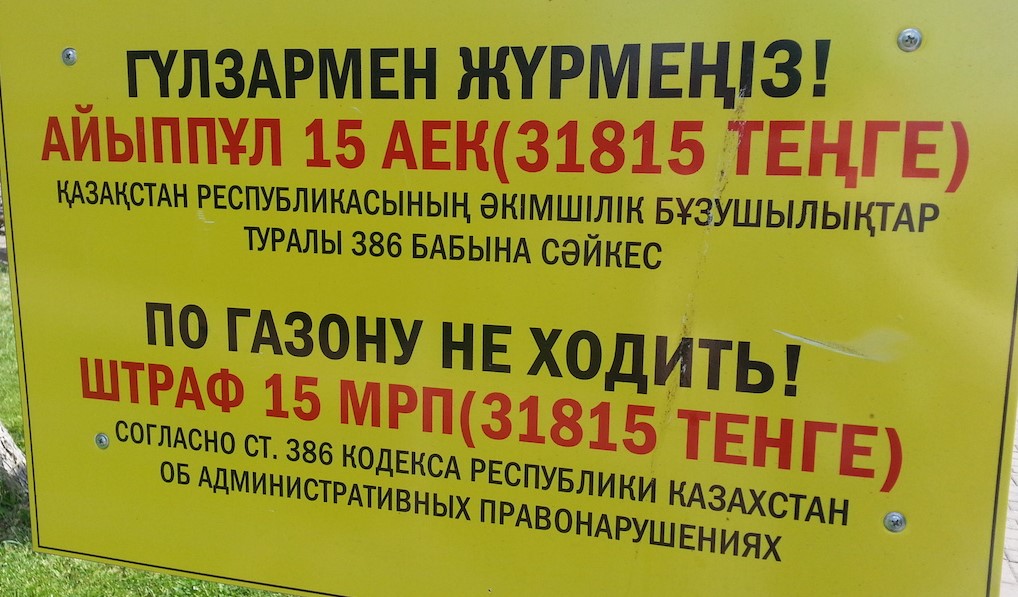 ГҮЛЗАРМЕН ЖҮРМЕҢІЗ!
АЙЫППҰЛ 15 АЕК(31815 ТЕҢГЕ)
ҚАЗАҚСТАН РЕСПУБЛИКАСЫНЫҢ ӘКІМШІЛІК БҰЗУШЫЛЫҚТАР
ТУРАЛЫ 386 БАБЫНА СӘЙКЕС
ПО ГАЗОНУ НЕ ХОДИТЬ!
ШТРАФ 15 МРП(31815 ТЕНГЕ)
СОГЛАСНО СТ. 386 КОДЕКСА РЕСПУБЛИКИ КАЗАХСТАН
ОБ АДМИНИСТРАТИВНЫХ ПРАВОНАРУШЕНИЯХ